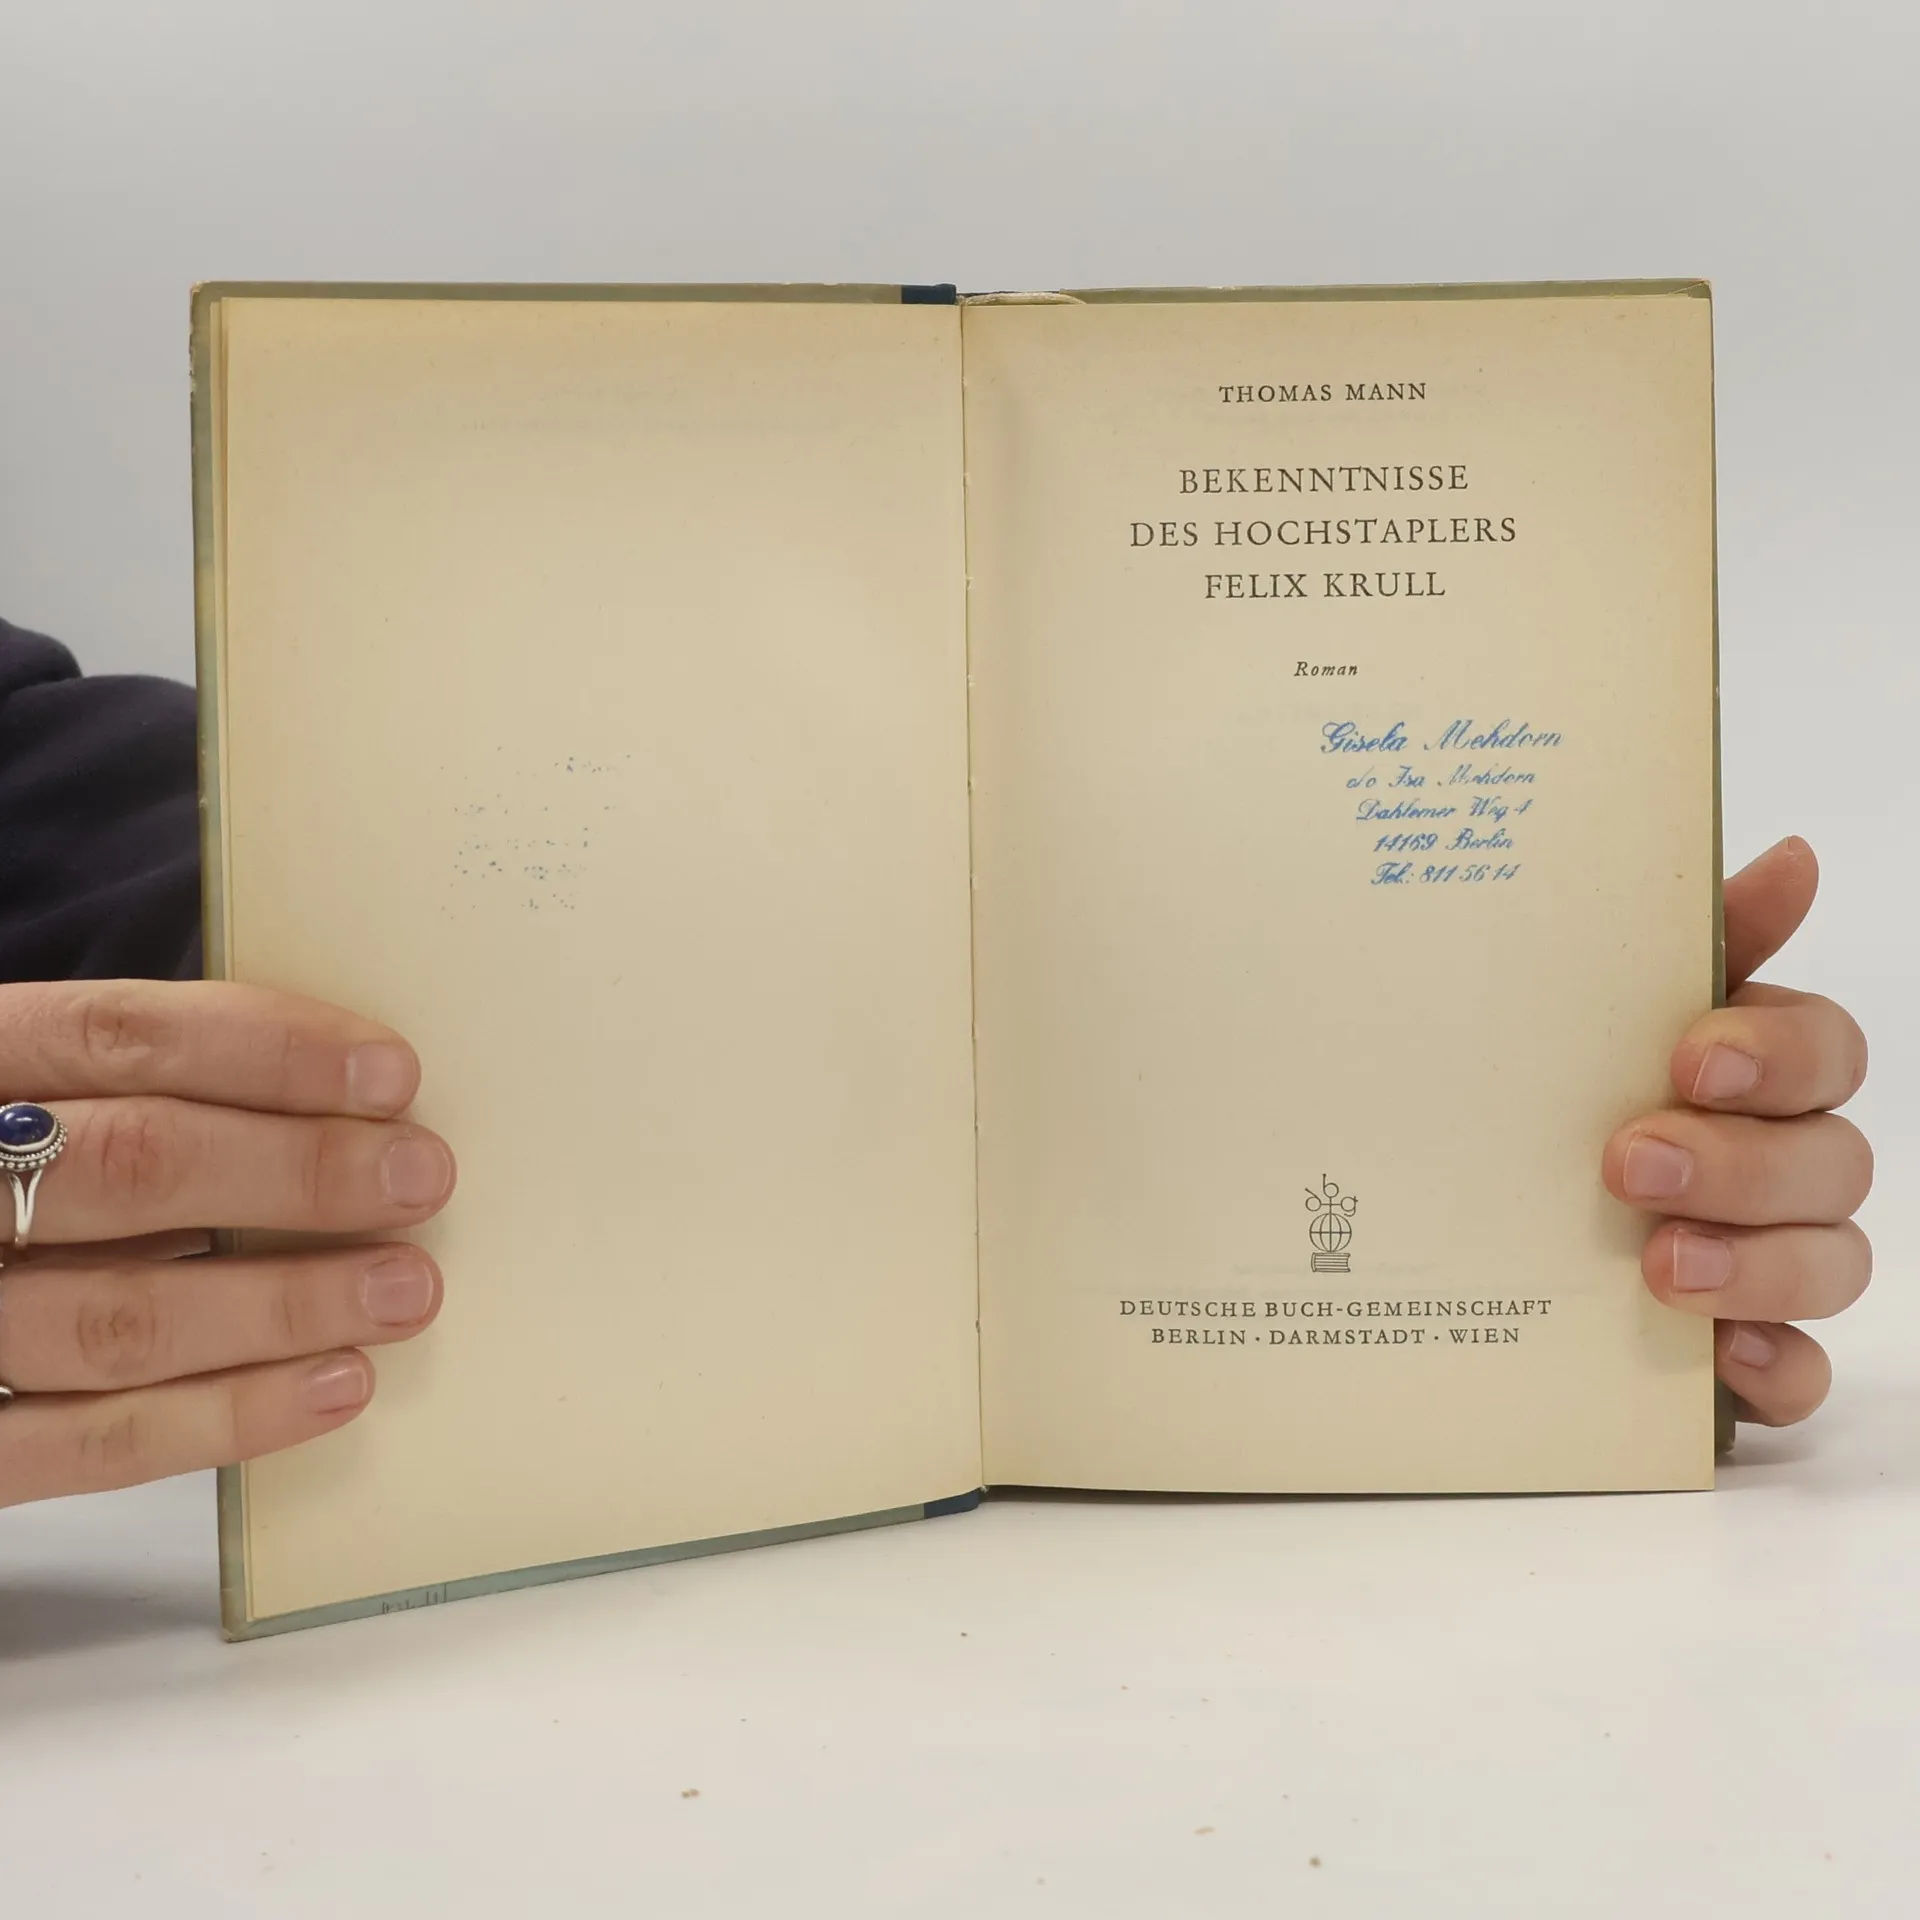 THOMAS MANN
BEKENNTNISSE
DES HOCHSTAPLERS
FELIX KRULL
Roman
Gisela Mehdorn
c/o Isa Mehdorn
Dahlemer Weg 4
14169 Berlin
Tel.: 811 56 14
dbg
DEUTSCHE BUCH-GEMEINSCHAFT
BERLIN · DARMSTADT · WIEN